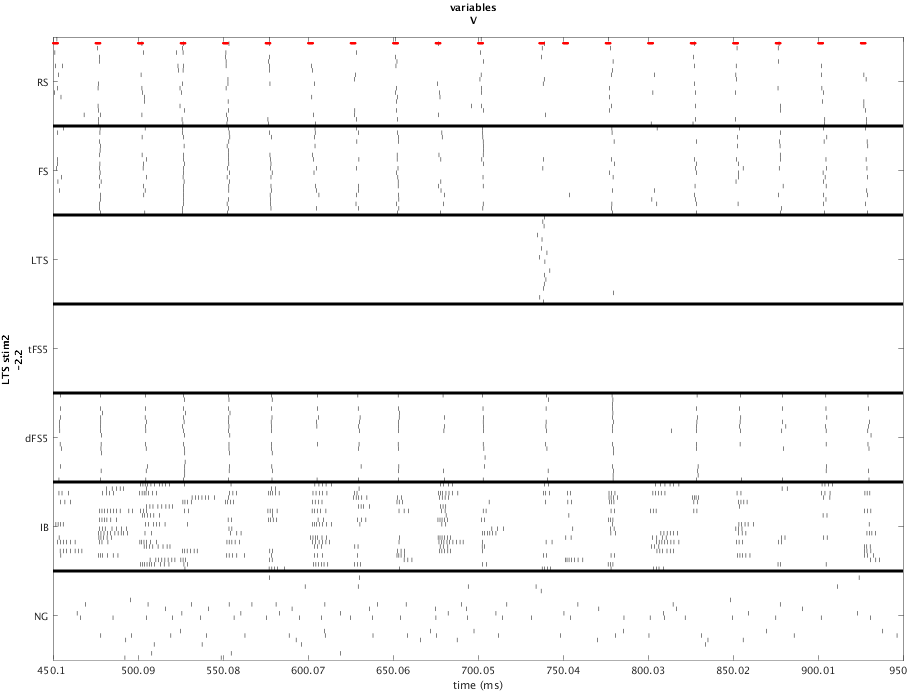 variables
V
RS
FS
LTS
LTS stim2
-2.2
tFS5
dFS5
IB
NG
450.1 500.09 550.08 600.07 650.06 700.05 750.04 800.03 850.02 900.01 950
time (ms)